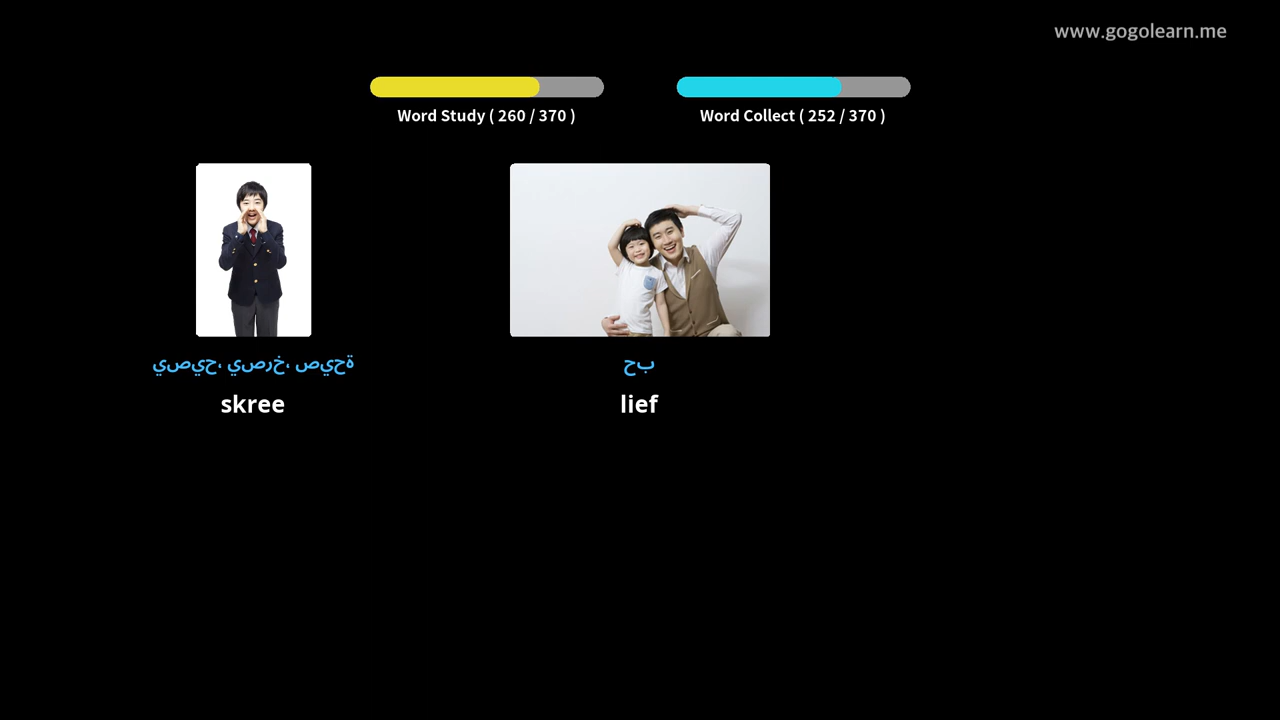 www.gogolearn.me
Word Study ( 260 / 370 )
Word Collect ( 252 / 370 )
يصيح، يصرخ، صيحة
حب
skree
lief